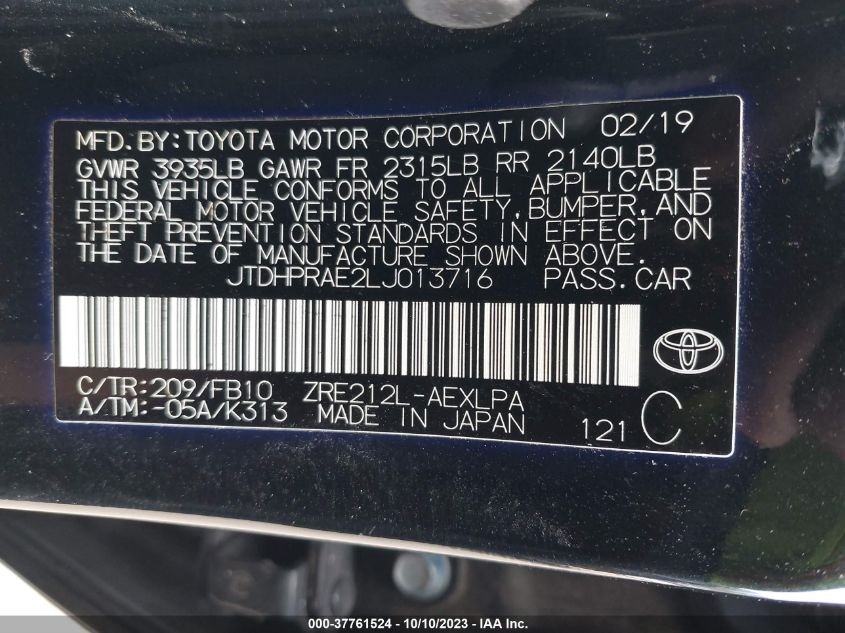 MFD. BY: TOYOTA MOTOR CORPORATION 02/19
GVWR 3935LB GAWR FR 2315LB RR 2140LB
THIS VEHICLE CONFORMS TO ALL APPLICABLE
FEDERAL MOTOR VEHICLE SAFETY, BUMPER, AND
THEFT PREVENTION STANDARDS IN EFFECT ON
THE DATE OF MANUFACTURE SHOWN ABOVE.
JTDHPRAE2LJ013716 PASS. CAR
C/TR: 209/FB10 ZRE212L-AEXLPA
A/TM: -05A/K313 MADE IN JAPAN
121 C
000-37761524 - 10/10/2023 - IAA Inc.